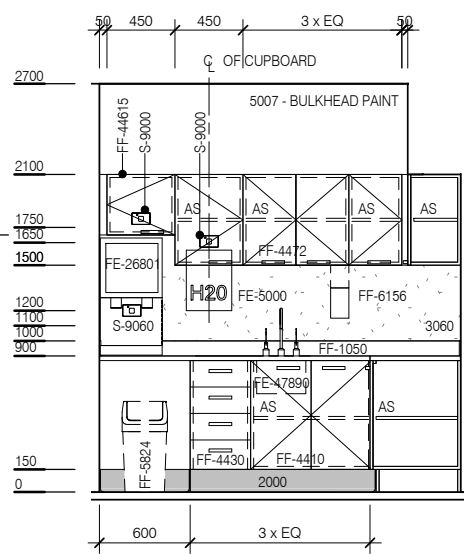 50 450 450 3 x EQ 50
CL OF CUPBOARD
2700
5007 - BULKHEAD PAINT
FF-44615
S-9000
S-9000
2100
AS AS AS AS
1750
1650
FF-4472
1500
FE-26801
H20
FE-5000
FF-6156
1200
S-9060
1100
3060
1000
FF-1050
900
FE-47890
AS
AS
FF-5824
FF-4430
FF-4410
150
2000
0
600 3 x EQ